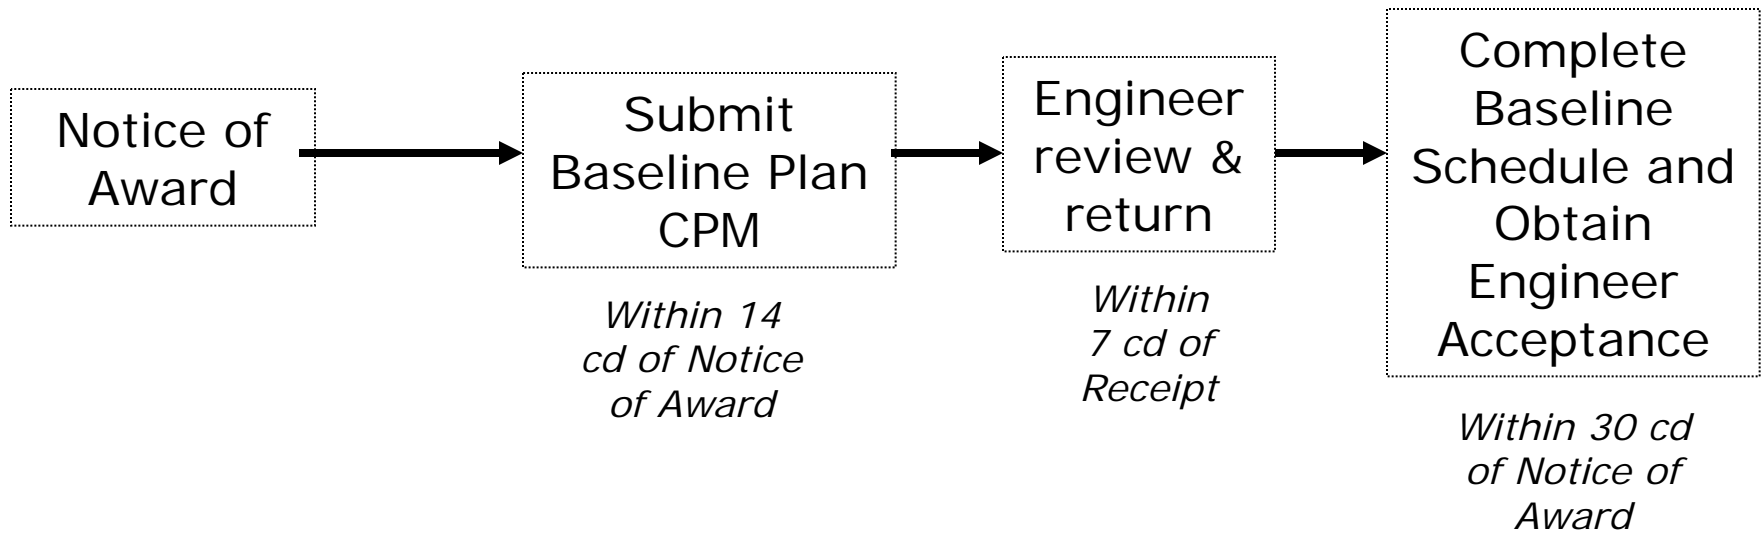 Notice of
Award
Submit
Baseline Plan
CPM
Within 14
cd of Notice
of Award
Engineer
review &
return
Within
7 cd of
Receipt
Complete
Baseline
Schedule and
Obtain
Engineer
Acceptance
Within 30 cd
of Notice of
Award